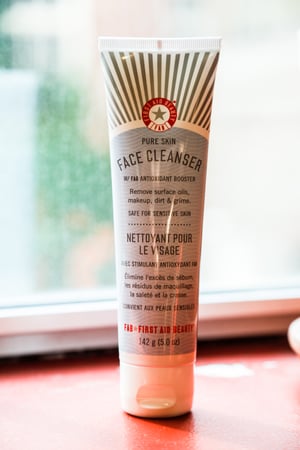 FIRST AID BEAUTY
BEAUTY
PURE SKIN
FACE CLEANSER
W/ FAB ANTIOXIDANT BOOSTER
Remove surface oils,
makeup, dirt & grime.
SAFE FOR SENSITIVE SKIN
NETTOYANT POUR
LE VISAGE
AVEC STIMULANT ANTIOXYDANT FAB
Élimine l'excès de sébum,
les résidus de maquillage,
la saleté et la crasse.
CONVIENT AUX PEAUX SENSIBLES
FAB FIRST AID BEAUTY
142 g (5.0 oz)